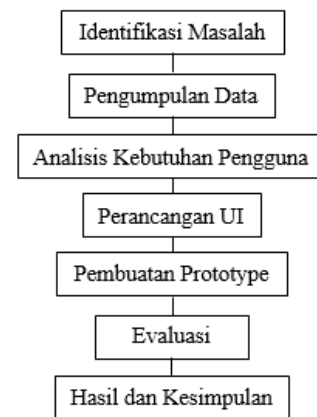 Identifikasi Masalah
Pengumpulan Data
Analisis Kebutuhan Pengguna
Perancangan UI
Pembuatan Prototype
Evaluasi
Hasil dan Kesimpulan